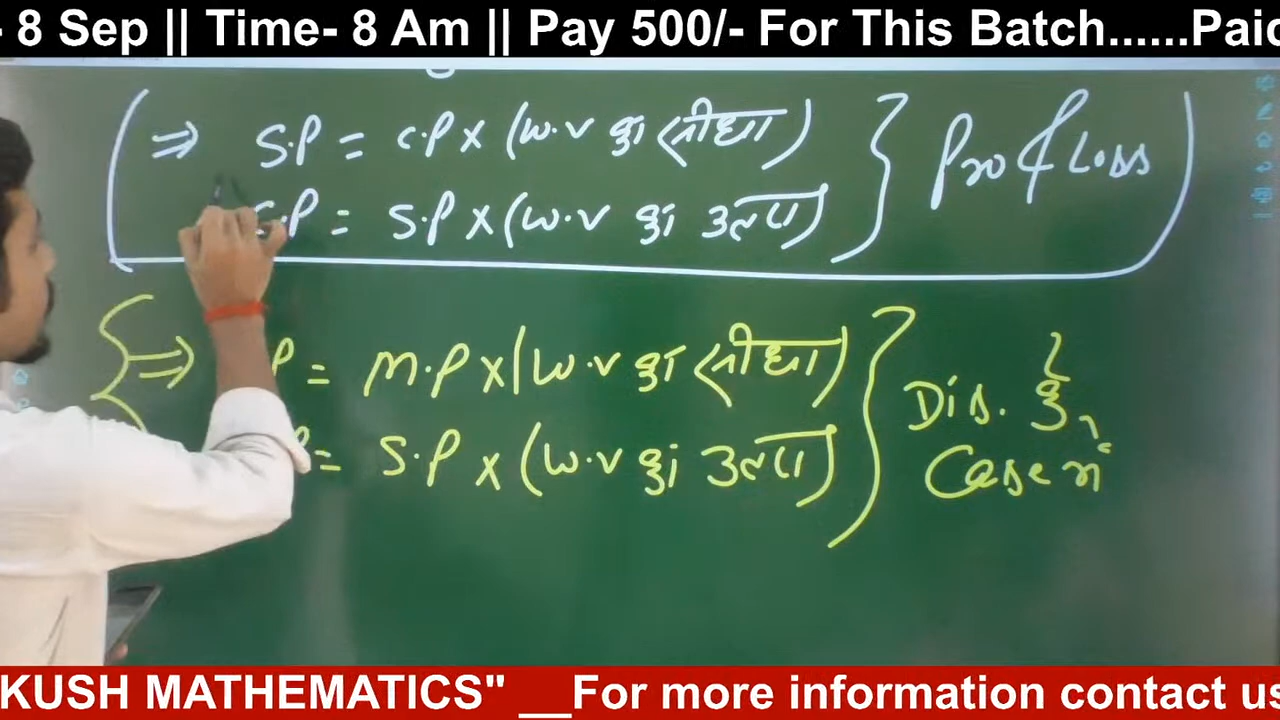 - 8 Sep || Time- 8 Am || Pay 500/- For This Batch......Paid
⇒ S.P = C.P x (W.V का सीधा) } Pro & Loss
.P = S.P x (W.V का उल्टा)
⇒ P = M.P x (W.V का सीधा) } Dis. के
P = S.P x (W.V का उल्टा) Case में
KUSH MATHEMATICS" __For more information contact us